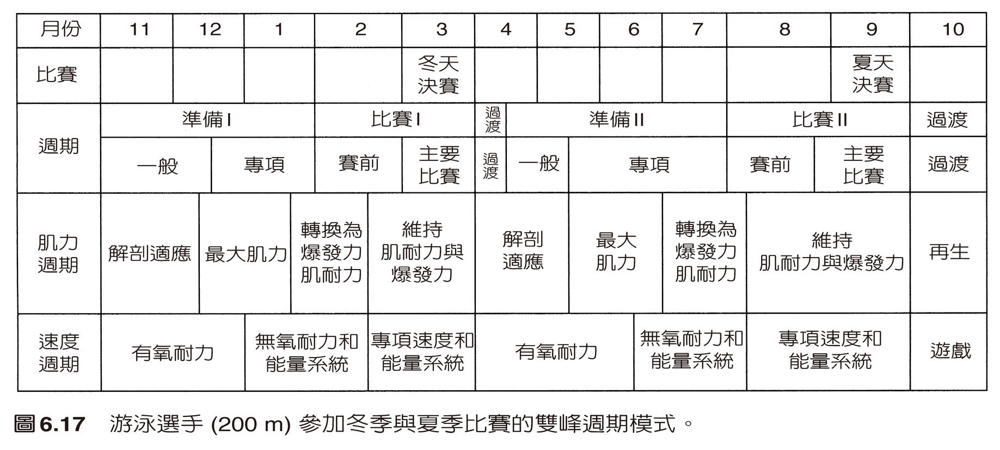 月份 11 12 1 2 3 4 5 6 7 8 9 10
比賽 冬天決賽 夏天決賽
週期 準備 I 比賽 I 過渡 準備 II 比賽 II 過渡
一般 專項 賽前 主要比賽 過渡 一般 專項 賽前 主要比賽 過渡
肌力週期 解剖適應 最大肌力 轉換為爆發力肌耐力 維持肌耐力與爆發力 解剖適應 最大肌力 轉換為爆發力肌耐力 維持肌耐力與爆發力 再生
速度週期 有氧耐力 無氧耐力和能量系統 專項速度和能量系統 有氧耐力 無氧耐力和能量系統 專項速度和能量系統 遊戲
圖6.17 游泳選手 (200 m) 參加冬季與夏季比賽的雙峰週期模式。